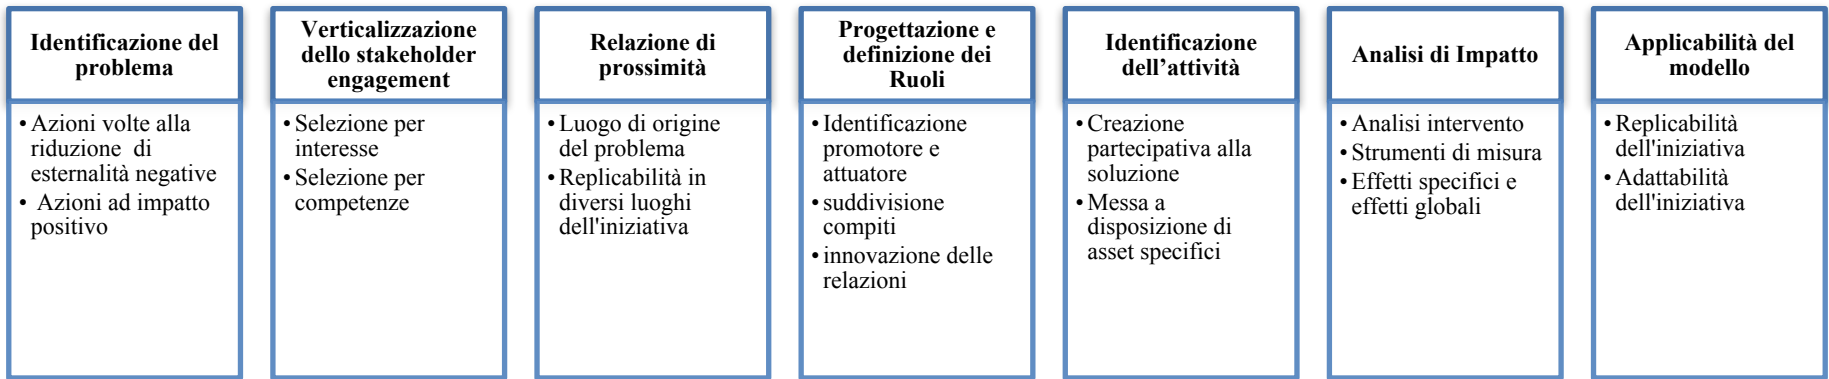 Identificazione del
problema
• Azioni volte alla
riduzione di
esternalità negative
• Azioni ad impatto
positivo
Verticalizzazione
dello stakeholder
engagement
• Selezione per
interesse
• Selezione per
competenze
Relazione di
prossimità
• Luogo di origine
del problema
• Replicabilità in
diversi luoghi
dell'iniziativa
Progettazione e
definizione dei
Ruoli
• Identificazione
promotore e
attuatore
• suddivisione
compiti
• innovazione delle
relazioni
Identificazione
dell’attività
• Creazione
partecipativa alla
soluzione
• Messa a
disposizione di
asset specifici
Analisi di Impatto
• Analisi intervento
• Strumenti di misura
• Effetti specifici e
effetti globali
Applicabilità del
modello
• Replicabilità
dell'iniziativa
• Adattabilità
dell'iniziativa